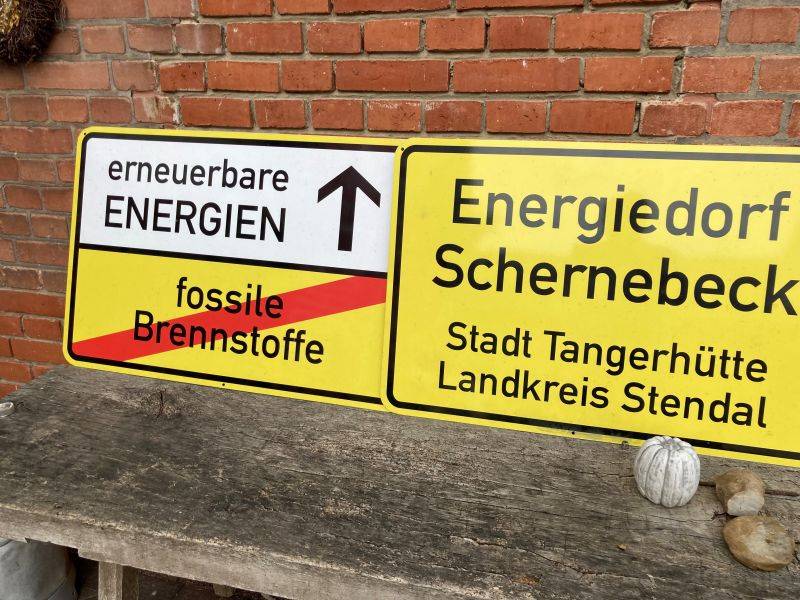 erneuerbare
ENERGIEN
fossile
Brennstoffe
Energiedorf
Schernebeck
Stadt Tangerhütte
Landkreis Stendal